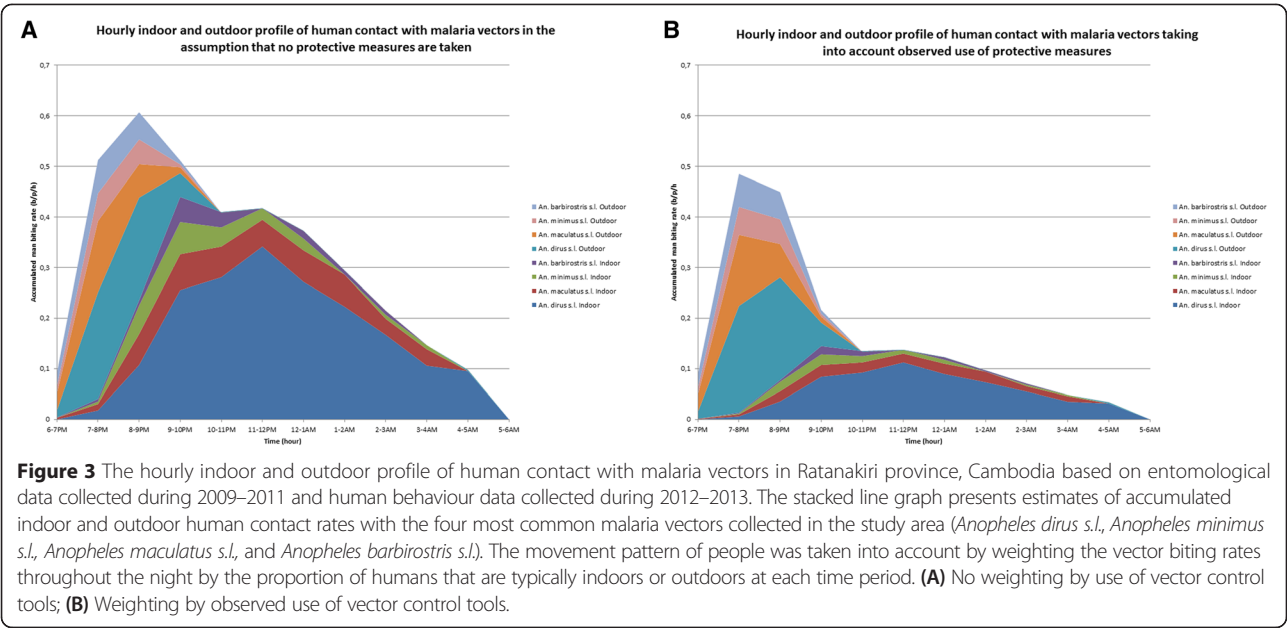 A
Hourly indoor and outdoor profile of human contact with malaria vectors in the
assumption that no protective measures are taken
Accumulated man biting rate (b/p/h)
0,7
0,6
0,5
0,4
0,3
0,2
0,1
0
6-7PM 7-8PM 8-9PM 9-10PM 10-11PM 11-12PM 12-1AM 1-2AM 2-3AM 3-4AM 4-5AM 5-6AM
Time (hour)
An. barbirostris s.l. Outdoor
An. minimus s.l. Outdoor
An. maculatus s.l. Outdoor
An. dirus s.l. Outdoor
An. barbirostris s.l. Indoor
An. minimus s.l. Indoor
An. maculatus s.l. Indoor
An. dirus s.l. Indoor
B
Hourly indoor and outdoor profile of human contact with malaria vectors taking
into account observed use of protective measures
Accumulated man biting rate (b/p/h
0,7
0,6
0,5
0,4
0,3
0,2
0,1
0
6-7PM 7-8PM 8-9PM 9-10PM 10-11PM 11-12PM 12-1AM 1-2AM 2-3AM 3-4AM 4-5AM 5-6AM
Time (hour)
An. barbirostris s.l. Outdoor
An. minimus s.l. Outdoor
An. maculatus s.l. Outdoor
An. dirus s.l. Outdoor
An. barbirostris s.l. Indoor
An. minimus s.l. Indoor
An. maculatus s.l. Indoor
An. dirus s.l. Indoor
Figure 3 The hourly indoor and outdoor profile of human contact with malaria vectors in Ratanakiri province, Cambodia based on entomological
data collected during 2009–2011 and human behaviour data collected during 2012–2013. The stacked line graph presents estimates of accumulated
indoor and outdoor human contact rates with the four most common malaria vectors collected in the study area (Anopheles dirus s.l., Anopheles minimus
s.l., Anopheles maculatus s.l., and Anopheles barbirostris s.l.). The movement pattern of people was taken into account by weighting the vector biting rates
throughout the night by the proportion of humans that are typically indoors or outdoors at each time period. (A) No weighting by use of vector control
tools; (B) Weighting by observed use of vector control tools.